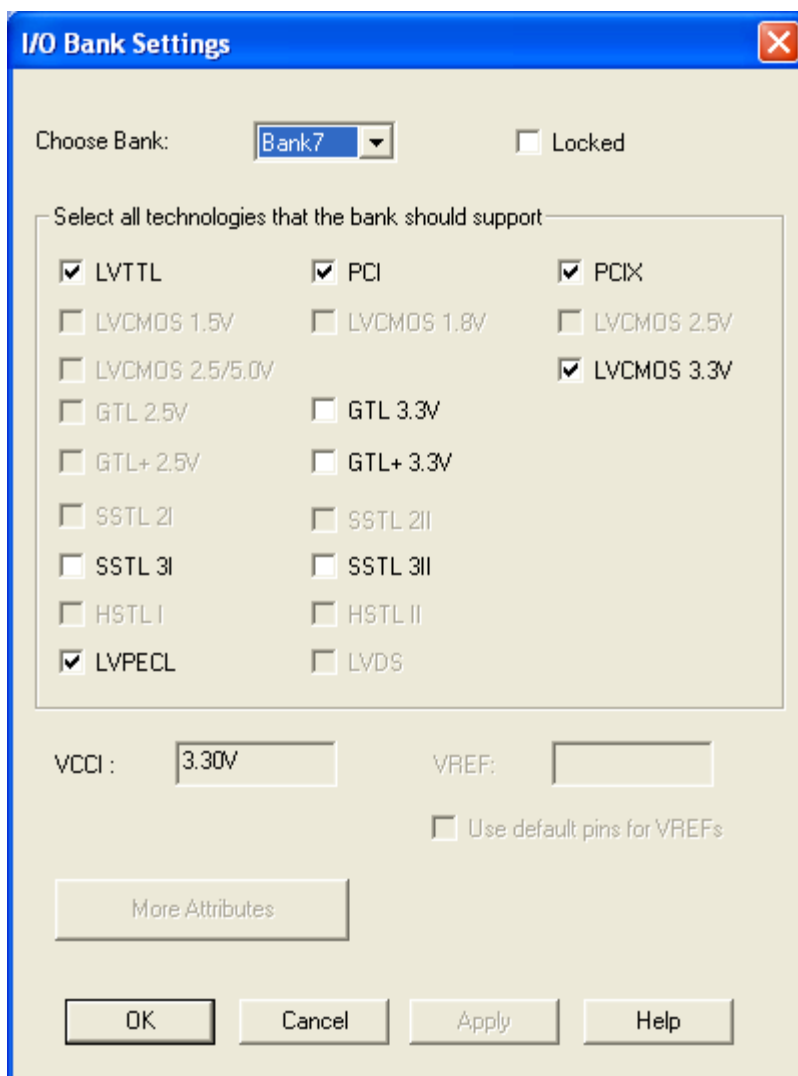 I/O Bank Settings
Choose Bank: Bank7 Locked
Select all technologies that the bank should support
LVTTL PCI PCIX
LVCMOS 1.5V LVCMOS 1.8V LVCMOS 2.5V
LVCMOS 2.5/5.0V LVCMOS 3.3V
GTL 2.5V GTL 3.3V
GTL+ 2.5V GTL+ 3.3V
SSTL 2I SSTL 2II
SSTL 3I SSTL 3II
HSTL I HSTL II
LVPECL LVDS
VCCI : 3.30V VREF:
Use default pins for VREFs
More Attributes
OK Cancel Apply Help